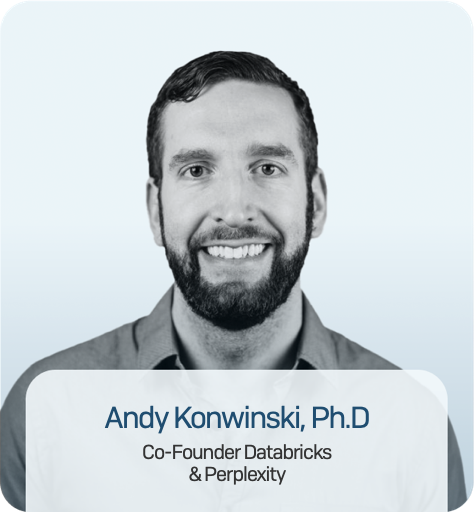 Andy Konwinski, Ph.D
Co-Founder Databricks
& Perplexity